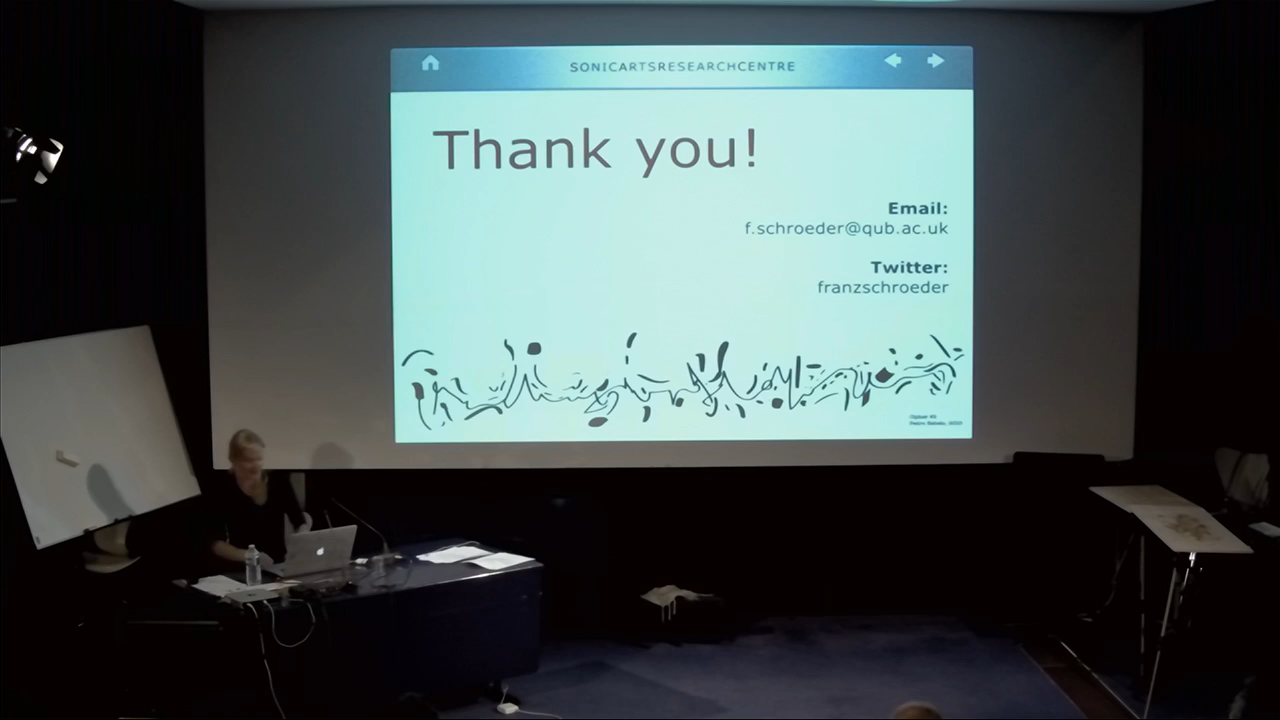 SONICARTSRESEARCHCENTRE
Thank you!
Email:
f.schroeder@qub.ac.uk
Twitter:
franzschroeder